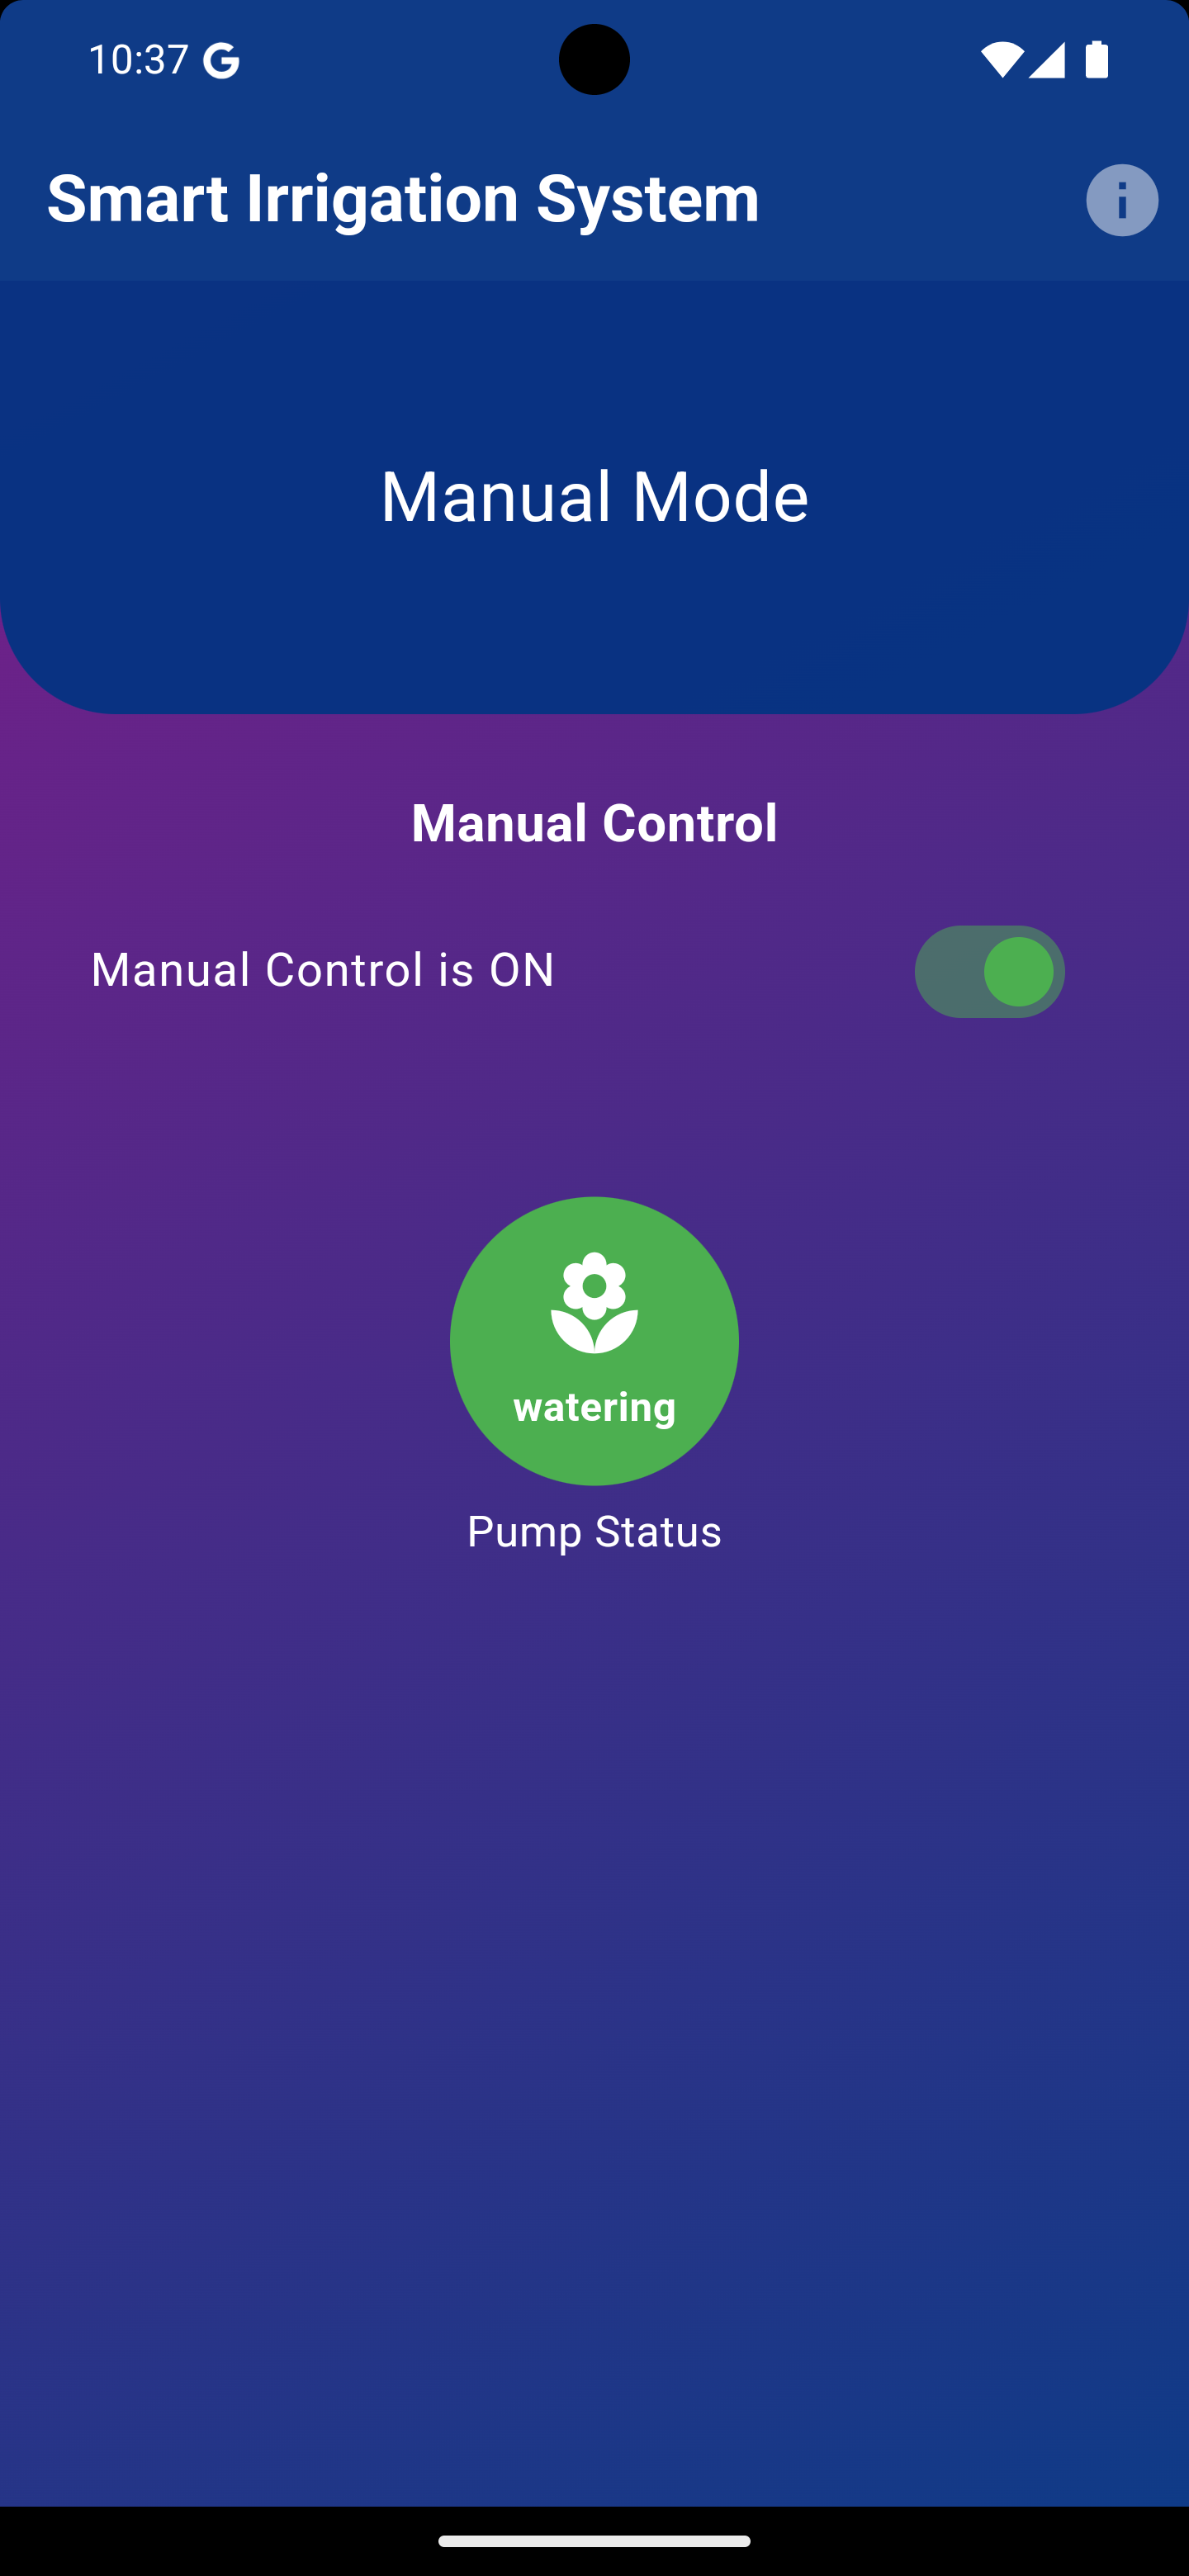 10:37
Smart Irrigation System
Manual Mode
Manual Control
Manual Control is ON
watering
Pump Status